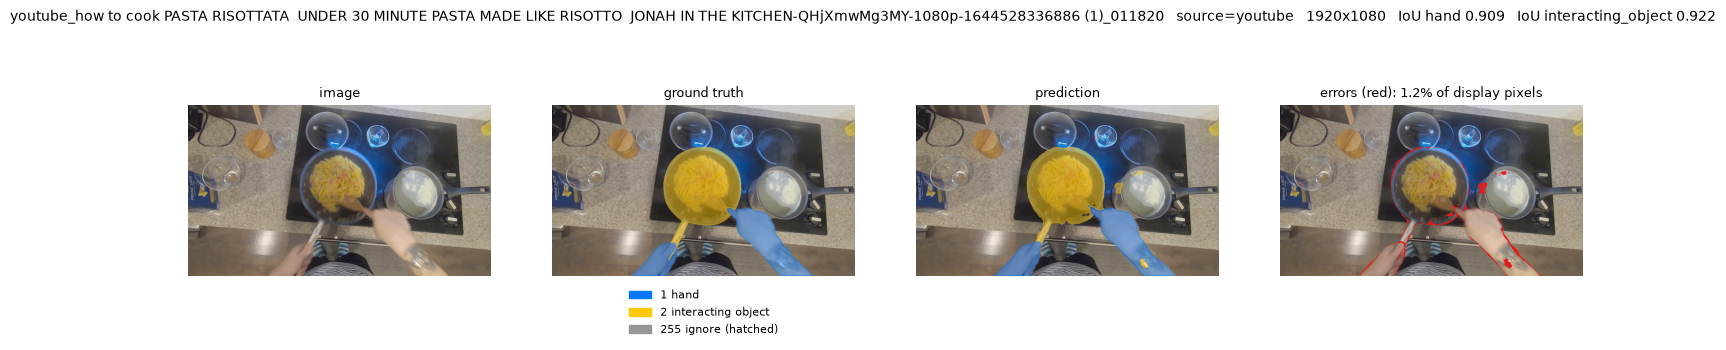 youtube_how to cook PASTA RISOTTATA  UNDER 30 MINUTE PASTA MADE LIKE RISOTTO  JONAH IN THE KITCHEN-QHjXmwMg3MY-1080p-1644528336886 (1)_011820   source=youtube   1920x1080   IoU hand 0.909   IoU interacting_object 0.922
image
ground truth
prediction
errors (red): 1.2% of display pixels
1 hand
2 interacting object
255 ignore (hatched)